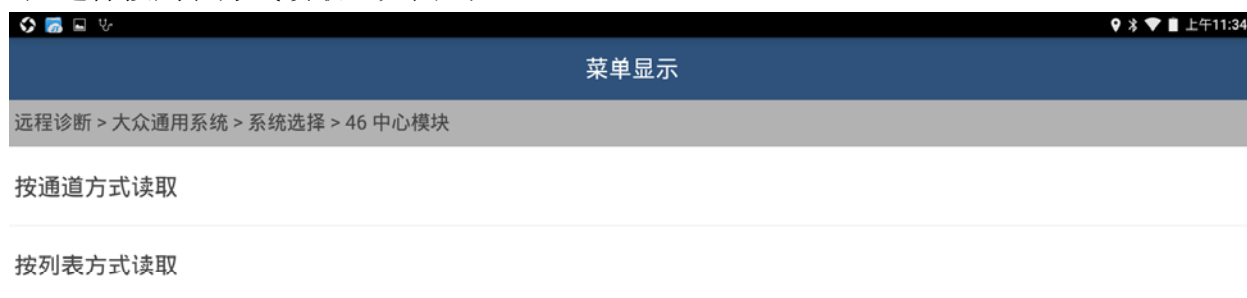 上午11:34
菜单显示
远程诊断 > 大众通用系统 > 系统选择 > 46 中心模块
按通道方式读取
按列表方式读取